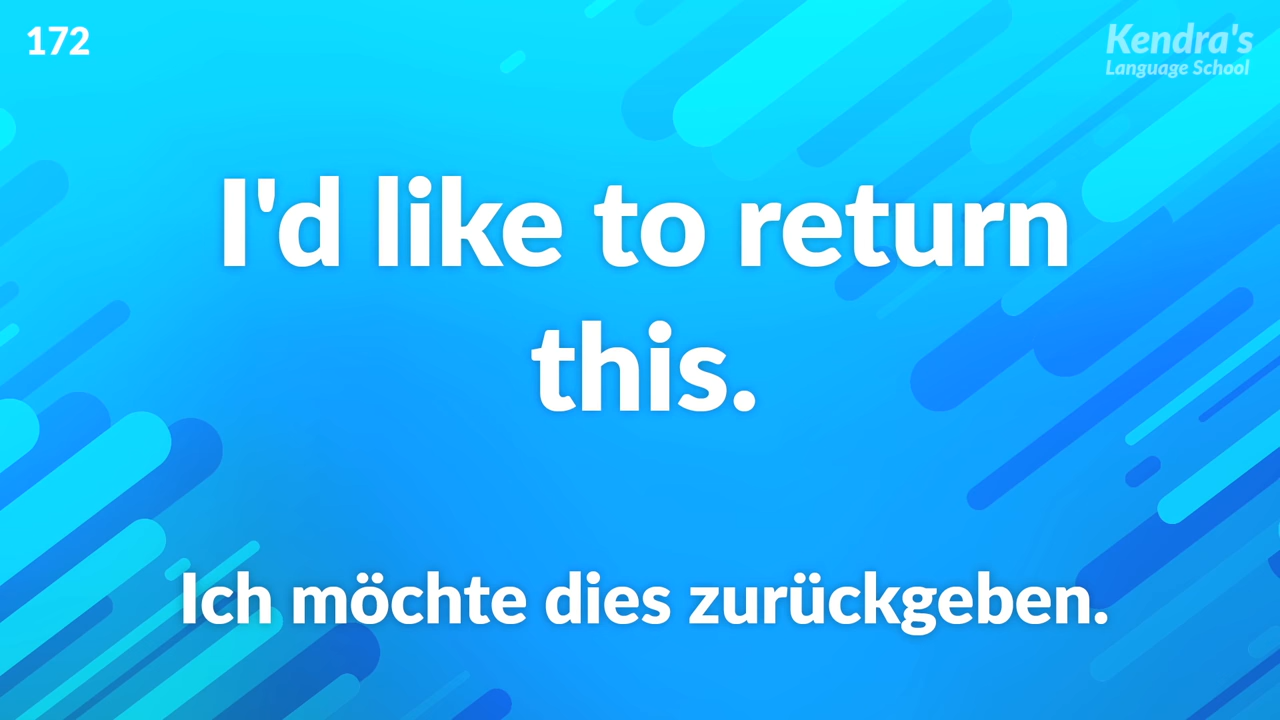 172
Kendra's
Language School
I'd like to return
this.
Ich möchte dies zurückgeben.